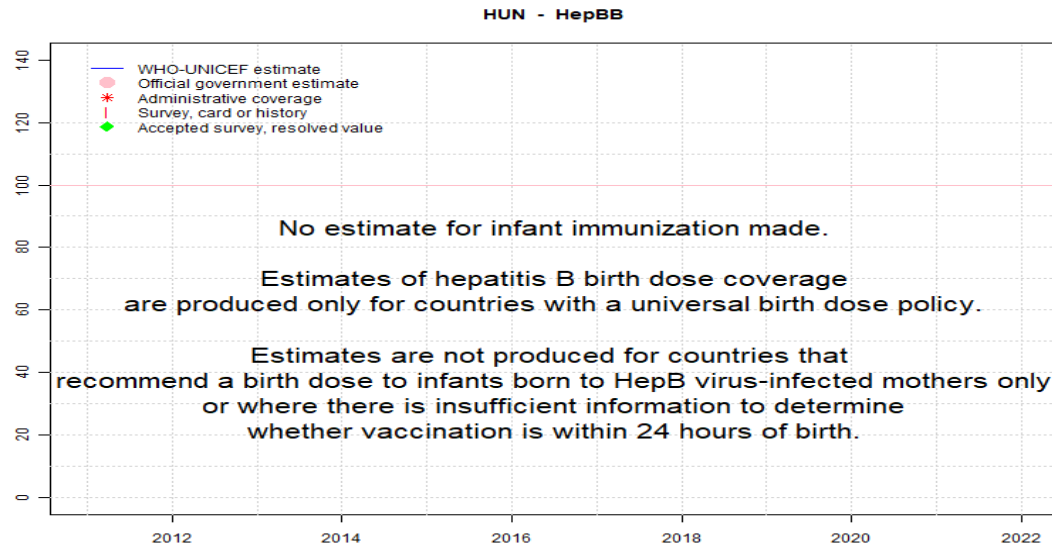 HUN - HepBB
140
120
100
80
60
40
20
0
WHO-UNICEF estimate
Official government estimate
Administrative coverage
Survey, card or history
Accepted survey, resolved value
No estimate for infant immunization made.
Estimates of hepatitis B birth dose coverage
are produced only for countries with a universal birth dose policy.
Estimates are not produced for countries that
recommend a birth dose to infants born to HepB virus-infected mothers only
or where there is insufficient information to determine
whether vaccination is within 24 hours of birth.
2012 2014 2016 2018 2020 2022